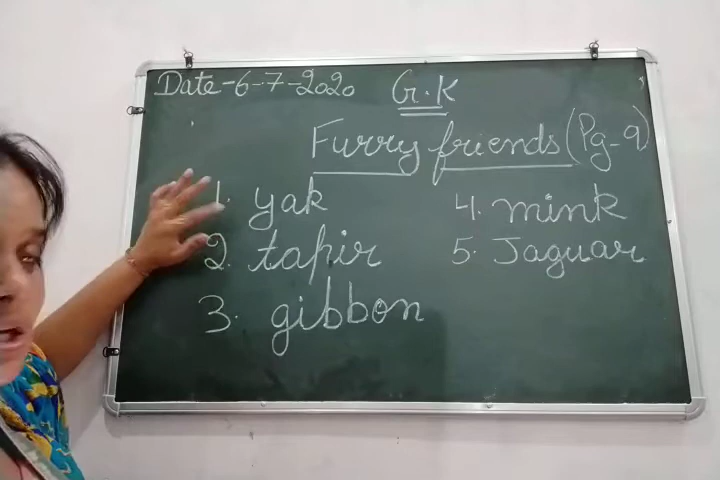 Date-6-7-2020 G.K
Furry friends (Pg-9)
1. yak
2. tapir
3. gibbon
4. mink
5. Jaguar